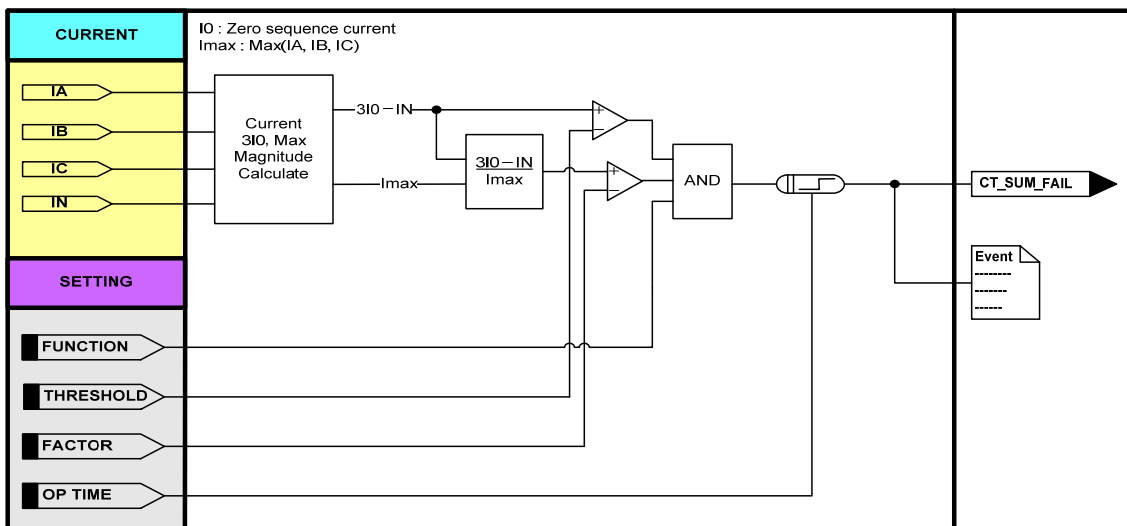 CURRENT
I0 : Zero sequence current
Imax : Max(IA, IB, IC)
IA
IB
IC
IN
Current
3I0, Max
Magnitude
Calculate
3I0-IN
Imax
3I0-IN
Imax
+
-
+
-
AND
CT_SUM_FAIL
Event
SETTING
FUNCTION
THRESHOLD
FACTOR
OP TIME